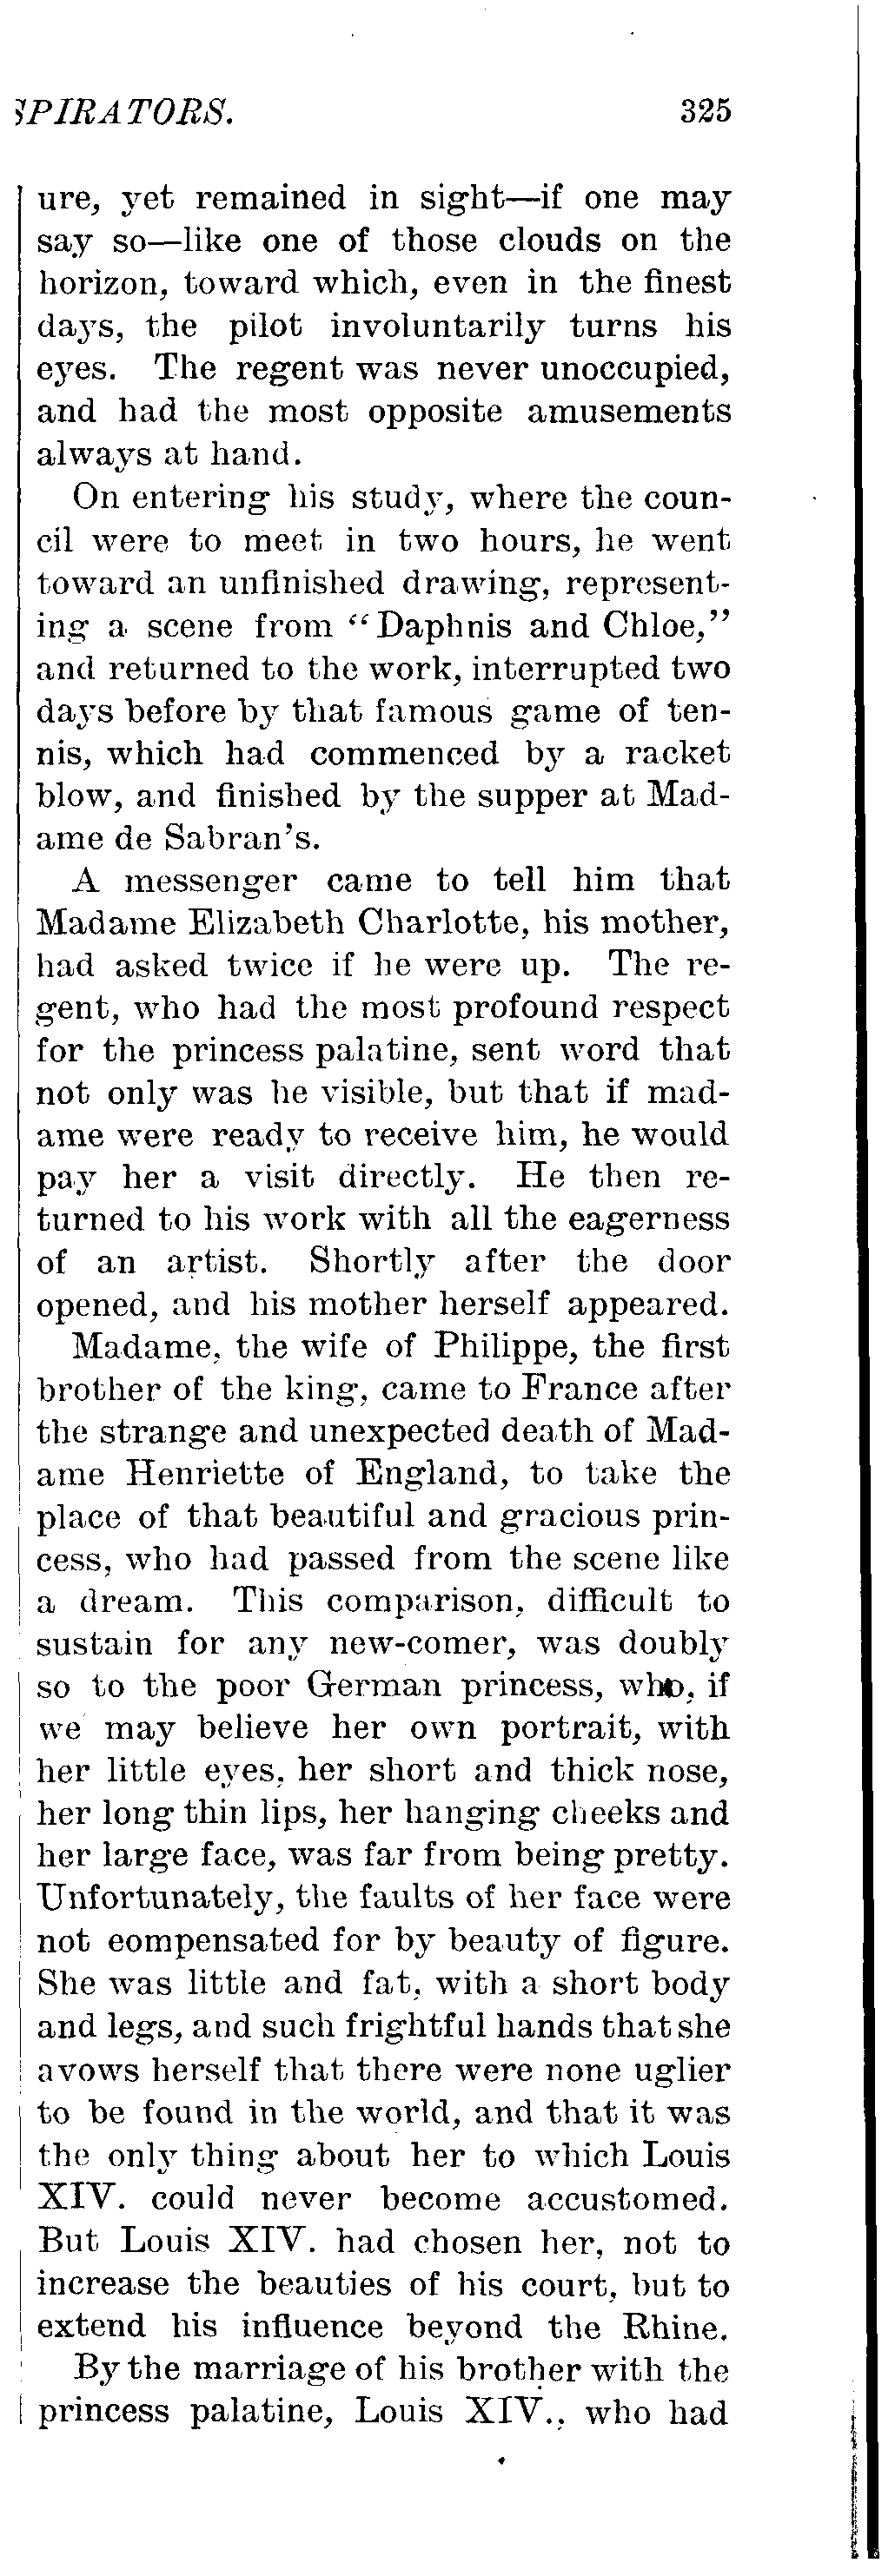 SPIRATORS. 325
ure, yet remained in sight—if one may
say so—like one of those clouds on the
horizon, toward which, even in the finest
days, the pilot involuntarily turns his
eyes. The regent was never unoccupied,
and had the most opposite amusements
always at hand.
On entering his study, where the coun-
cil were to meet in two hours, he went
toward an unfinished drawing, represent-
ing a scene from “Daphnis and Chloe,”
and returned to the work, interrupted two
days before by that famous game of ten-
nis, which had commenced by a racket
blow, and finished by the supper at Mad-
ame de Sabran's.
A messenger came to tell him that
Madame Elizabeth Charlotte, his mother,
had asked twice if he were up. The re-
gent, who had the most profound respect
for the princess palatine, sent word that
not only was he visible, but that if mad-
ame were ready to receive him, he would
pay her a visit directly. He then re-
turned to his work with all the eagerness
of an artist. Shortly after the door
opened, and his mother herself appeared.
Madame, the wife of Philippe, the first
brother of the king, came to France after
the strange and unexpected death of Mad-
ame Henriette of England, to take the
place of that beautiful and gracious prin-
cess, who had passed from the scene like
a dream. This comparison, difficult to
sustain for any new-comer, was doubly
so to the poor German princess, who, if
we may believe her own portrait, with
her little eyes, her short and thick nose,
her long thin lips, her hanging cheeks and
her large face, was far from being pretty.
Unfortunately, the faults of her face were
not eompensated for by beauty of figure.
She was little and fat, with a short body
and legs, and such frightful hands that she
avows herself that there were none uglier
to be found in the world, and that it was
the only thing about her to which Louis
XIV. could never become accustomed.
But Louis XIV. had chosen her, not to
increase the beauties of his court, but to
extend his influence beyond the Rhine.
By the marriage of his brother with the
princess palatine, Louis XIV., who had